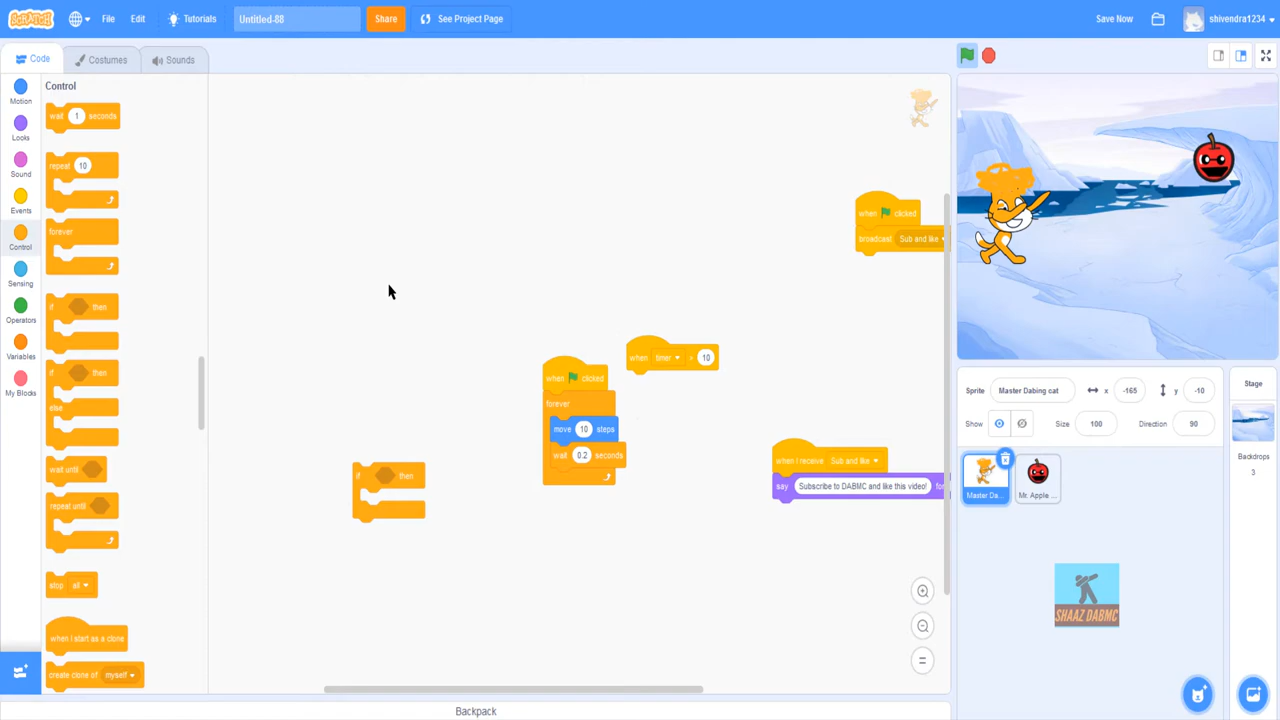 SCRATCH
File
Edit
Tutorials
Untitled-88
Share
See Project Page
Save Now
shivendra1234
Code
Costumes
Sounds
Motion
Looks
Sound
Events
Control
Sensing
Operators
Variables
My Blocks
Control
wait 1 seconds
repeat 10
forever
if then
if then
else
wait until
repeat until
stop all
when I start as a clone
create clone of myself
when clicked
broadcast Sub and like
when timer > 10
when clicked
forever
move 10 steps
wait 0.2 seconds
if then
when I receive Sub and like
say Subscribe to DABMC and like this video! for
Sprite Master Dabing cat x -165 y -10
Show Size 100 Direction 90
Master Da...
Mr. Apple ...
Stage
Backdrops
3
SHAAZ DABMC
Backpack